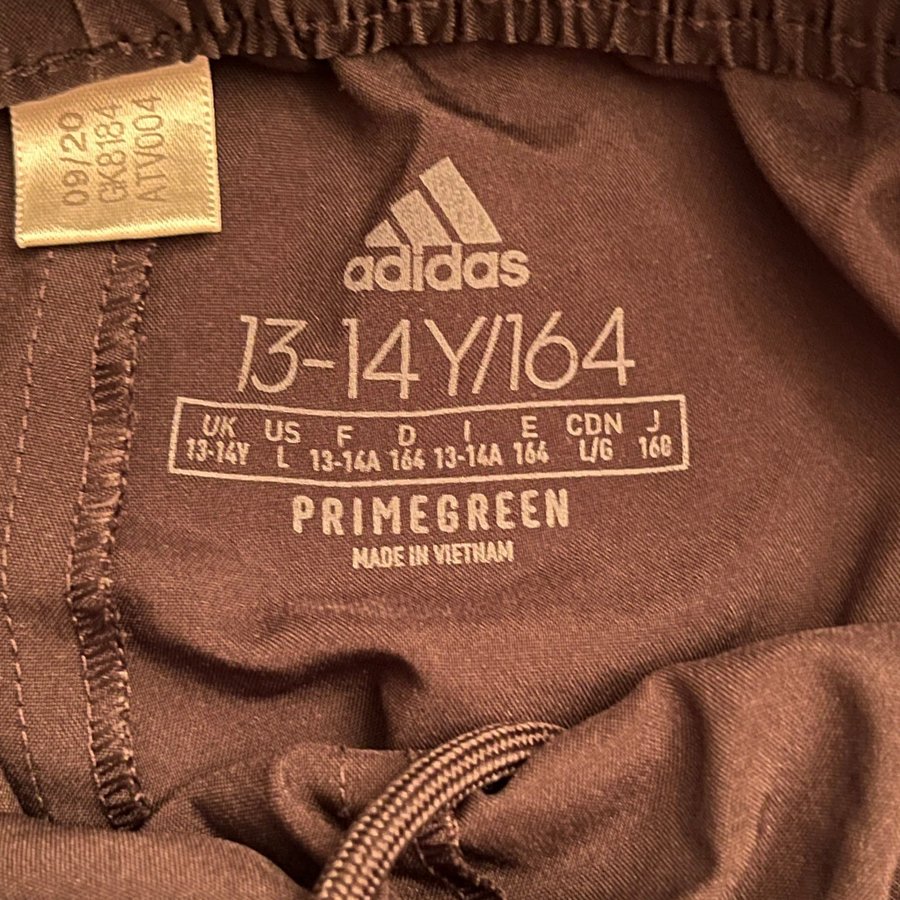 09/20
GK8184
ATV004
adidas
13-14Y/164
UK US F D I E CDN J
13-14Y L 13-14A 164 13-14A 164 L/G 160
PRIMEGREEN
MADE IN VIETNAM